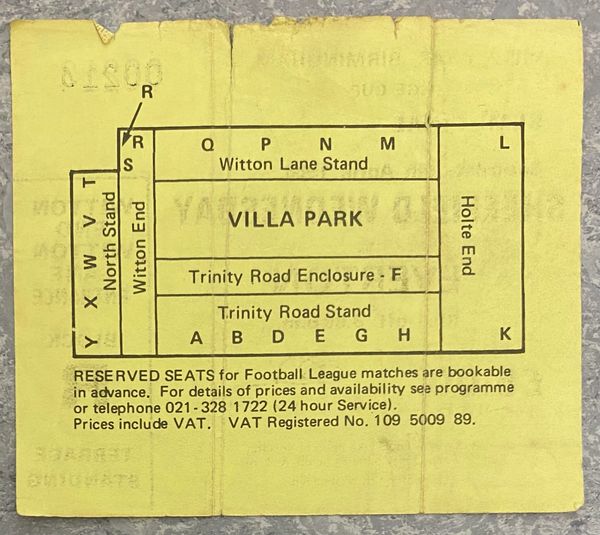 R
R Q P N M L
S Witton Lane Stand
VILLA PARK
Y X W V T
North Stand
Witton End
Holte End
Trinity Road Enclosure - F
Trinity Road Stand
A B D E G H K
RESERVED SEATS for Football League matches are bookable
in advance. For details of prices and availability see programme
or telephone 021-328 1722 (24 hour Service).
Prices include VAT. VAT Registered No. 109 5009 89.